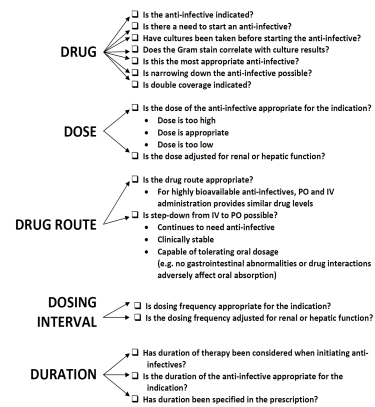 DRUG
❑ Is the anti-infective indicated?
❑ Is there a need to start an anti-infective?
❑ Have cultures been taken before starting the anti-infective?
❑ Does the Gram stain correlate with culture results?
❑ Is this the most appropriate anti-infective?
❑ Is narrowing down the anti-infective possible?
❑ Is double coverage indicated?
DOSE
❑ Is the dose of the anti-infective appropriate for the indication?
• Dose is too high
• Dose is appropriate
• Dose is too low
❑ Is the dose adjusted for renal or hepatic function?
DRUG ROUTE
❑ Is the drug route appropriate?
• For highly bioavailable anti-infectives, PO and IV
administration provides similar drug levels
❑ Is step-down from IV to PO possible?
• Continues to need anti-infective
• Clinically stable
• Capable of tolerating oral dosage
(e.g. no gastrointestinal abnormalities or drug interactions
adversely affect oral absorption)
DOSING
INTERVAL
❑ Is dosing frequency appropriate for the indication?
❑ Is the dosing frequency adjusted for renal or hepatic function?
DURATION
❑ Has duration of therapy been considered when initiating anti-
infectives?
❑ Is the duration of the anti-infective appropriate for the
indication?
❑ Has duration been specified in the prescription?